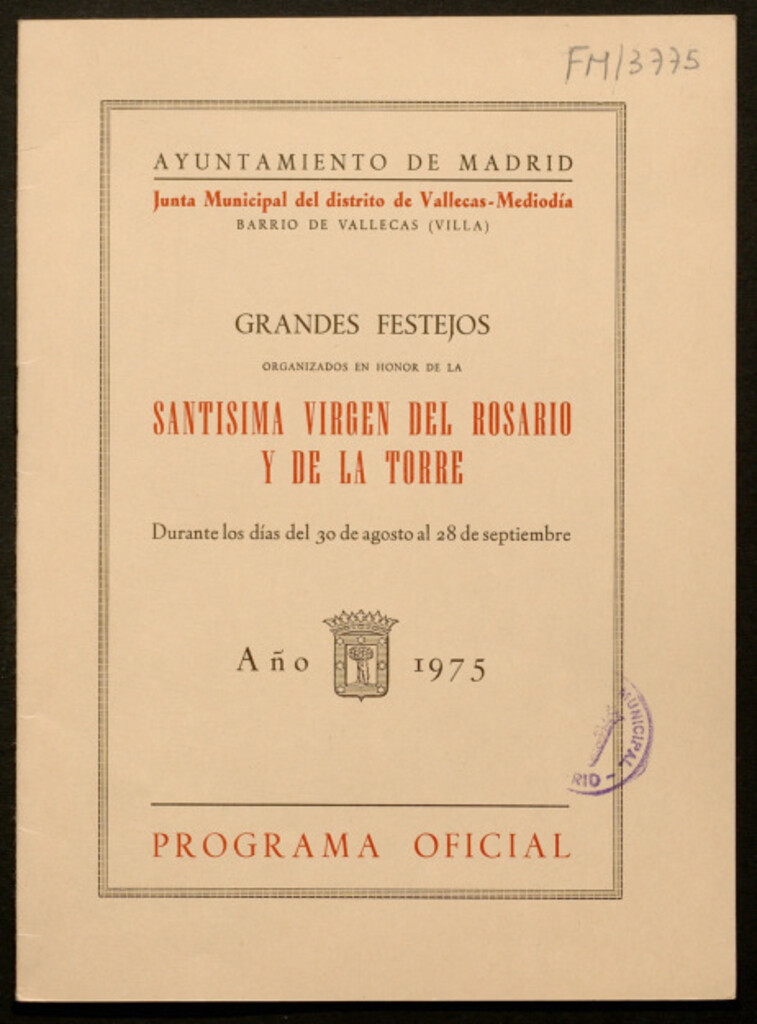 FM/3775
AYUNTAMIENTO DE MADRID
Junta Municipal del distrito de Vallecas-Mediodía
BARRIO DE VALLECAS (VILLA)
GRANDES FESTEJOS
ORGANIZADOS EN HONOR DE LA
SANTISIMA VIRGEN DEL ROSARIO
Y DE LA TORRE
Durante los días del 30 de agosto al 28 de septiembre
Año 1975
MUNICIPAL
RIO -
PROGRAMA OFICIAL